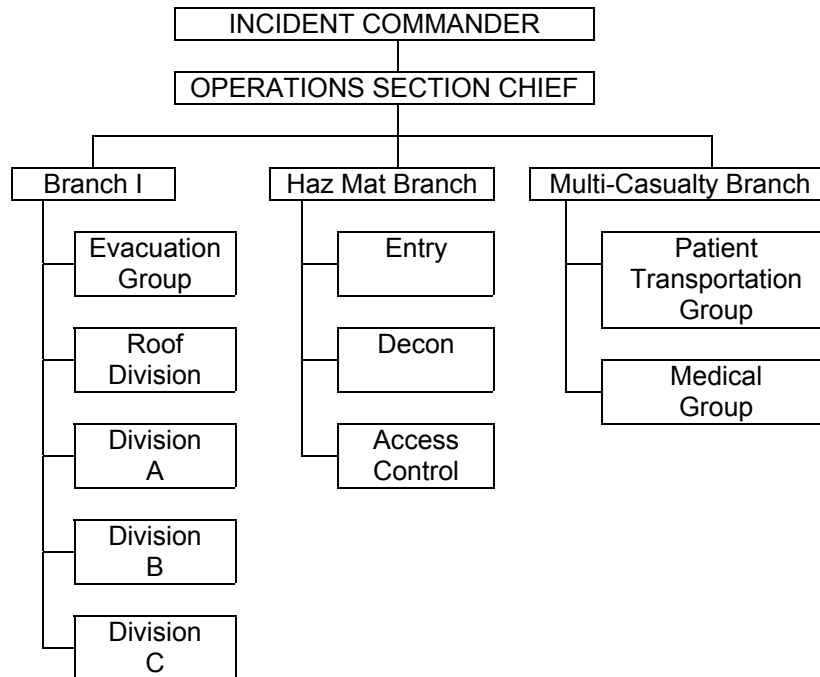 INCIDENT COMMANDER
OPERATIONS SECTION CHIEF
Branch I
Haz Mat Branch
Multi-Casualty Branch
Evacuation
Group
Roof
Division
Division
A
Division
B
Division
C
Entry
Decon
Access
Control
Patient
Transportation
Group
Medical
Group